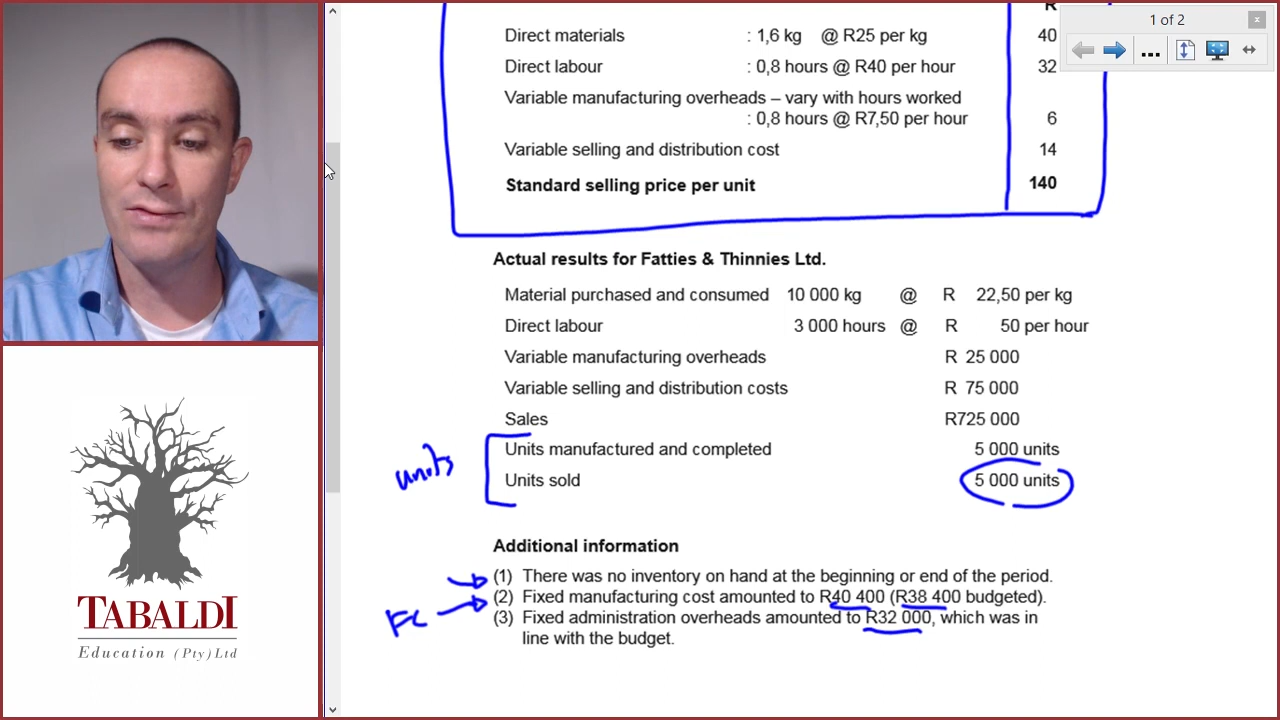 R
1 of 2
Direct materials : 1,6 kg @ R25 per kg 40
Direct labour : 0,8 hours @ R40 per hour 32
Variable manufacturing overheads – vary with hours worked
: 0,8 hours @ R7,50 per hour 6
Variable selling and distribution cost 14
Standard selling price per unit 140
Actual results for Fatties & Thinnies Ltd.
Material purchased and consumed 10 000 kg @ R 22,50 per kg
Direct labour 3 000 hours @ R 50 per hour
Variable manufacturing overheads R 25 000
Variable selling and distribution costs R 75 000
Sales R725 000
Units manufactured and completed 5 000 units
units
Units sold 5 000 units
Additional information
(1) There was no inventory on hand at the beginning or end of the period.
(2) Fixed manufacturing cost amounted to R40 400 (R38 400 budgeted).
FC
(3) Fixed administration overheads amounted to R32 000, which was in
line with the budget.
TABALDI
Education (Pty) Ltd